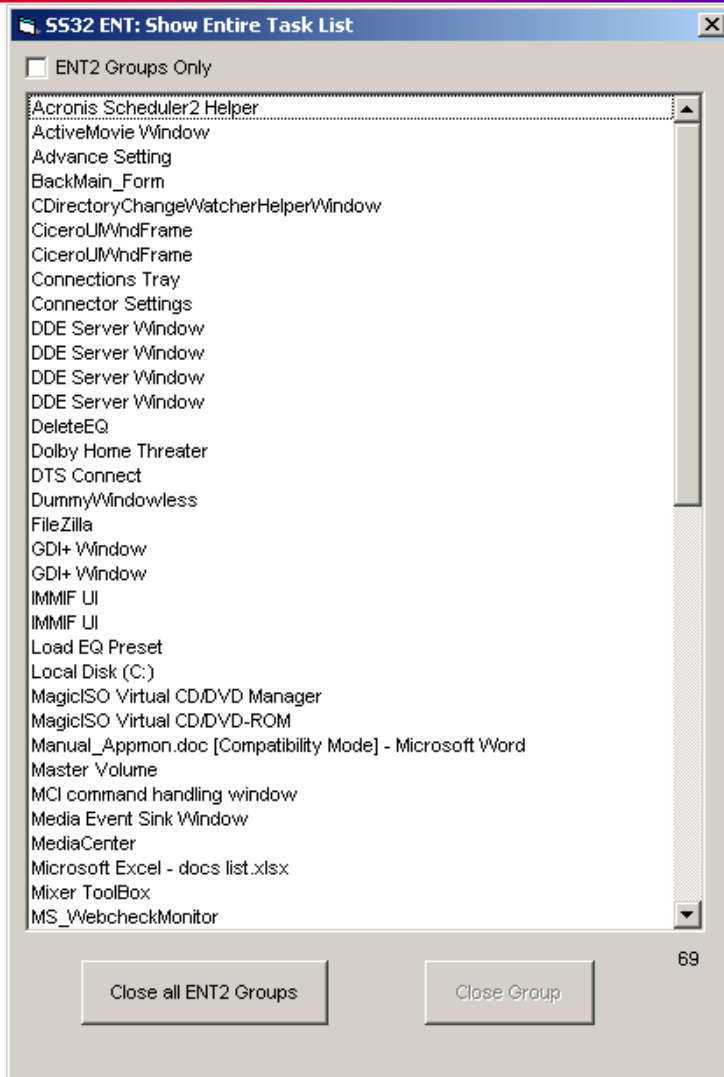 SS32 ENT: Show Entire Task List
ENT2 Groups Only
Acronis Scheduler2 Helper
ActiveMovie Window
Advance Setting
BackMain_Form
CDirectoryChangeWatcherHelperWindow
CiceroUIWndFrame
CiceroUIWndFrame
Connections Tray
Connector Settings
DDE Server Window
DDE Server Window
DDE Server Window
DDE Server Window
DeleteEQ
Dolby Home Threater
DTS Connect
DummyWindowless
FileZilla
GDI+ Window
GDI+ Window
IMMIF UI
IMMIF UI
Load EQ Preset
Local Disk (C:)
MagicISO Virtual CD/DVD Manager
MagicISO Virtual CD/DVD-ROM
Manual_Appmon.doc [Compatibility Mode] - Microsoft Word
Master Volume
MCI command handling window
Media Event Sink Window
MediaCenter
Microsoft Excel - docs list.xlsx
Mixer ToolBox
MS_WebcheckMonitor
69
Close all ENT2 Groups
Close Group